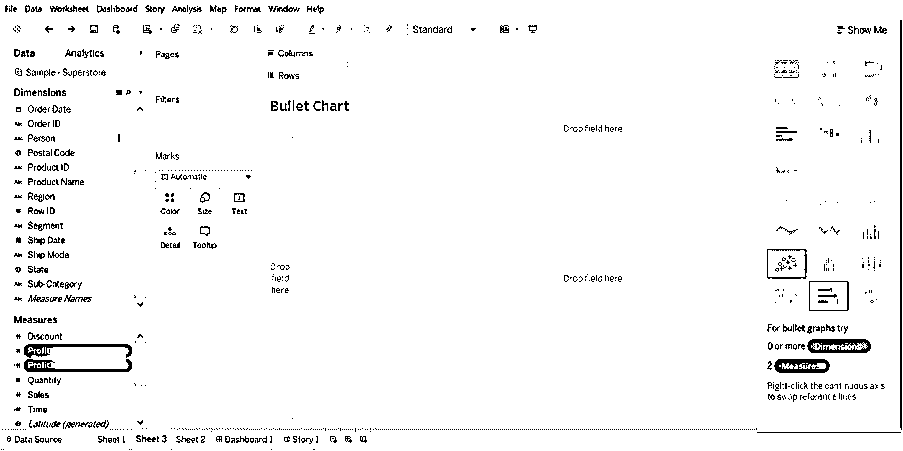 File Data Worksheet Dashboard Story Analysis Map Format Window Help
Standard
Show Me
Data Analytics
Sample - Superstore
Dimensions
Order Date
Order ID
Person
Postal Code
Product ID
Product Name
Region
Row ID
Segment
Ship Date
Ship Mode
State
Sub-Category
Measure Names
Measures
Discount
Profit
Profit
Quantity
Sales
Time
Latitude (generated)
Pages
Filters
Marks
Automatic
Color Size Text
Detail Tooltip
Columns
Rows
Bullet Chart
Drop field here
Drop
field
here
Drop field here
For bullet graphs try
0 or more Dimensions
2 Measures
Right-click the continuous axis
to swap reference lines
Data Source Sheet 1 Sheet 3 Sheet 2 Dashboard 1 Story 1